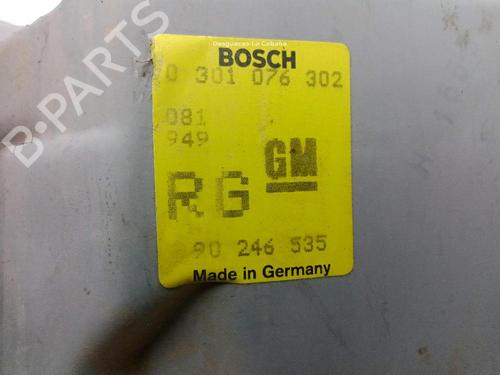 Desguaces La Cabaña
BOSCH
0 301 076 302
081
949
RG GM
90 246 535
Made in Germany
B-PARTS